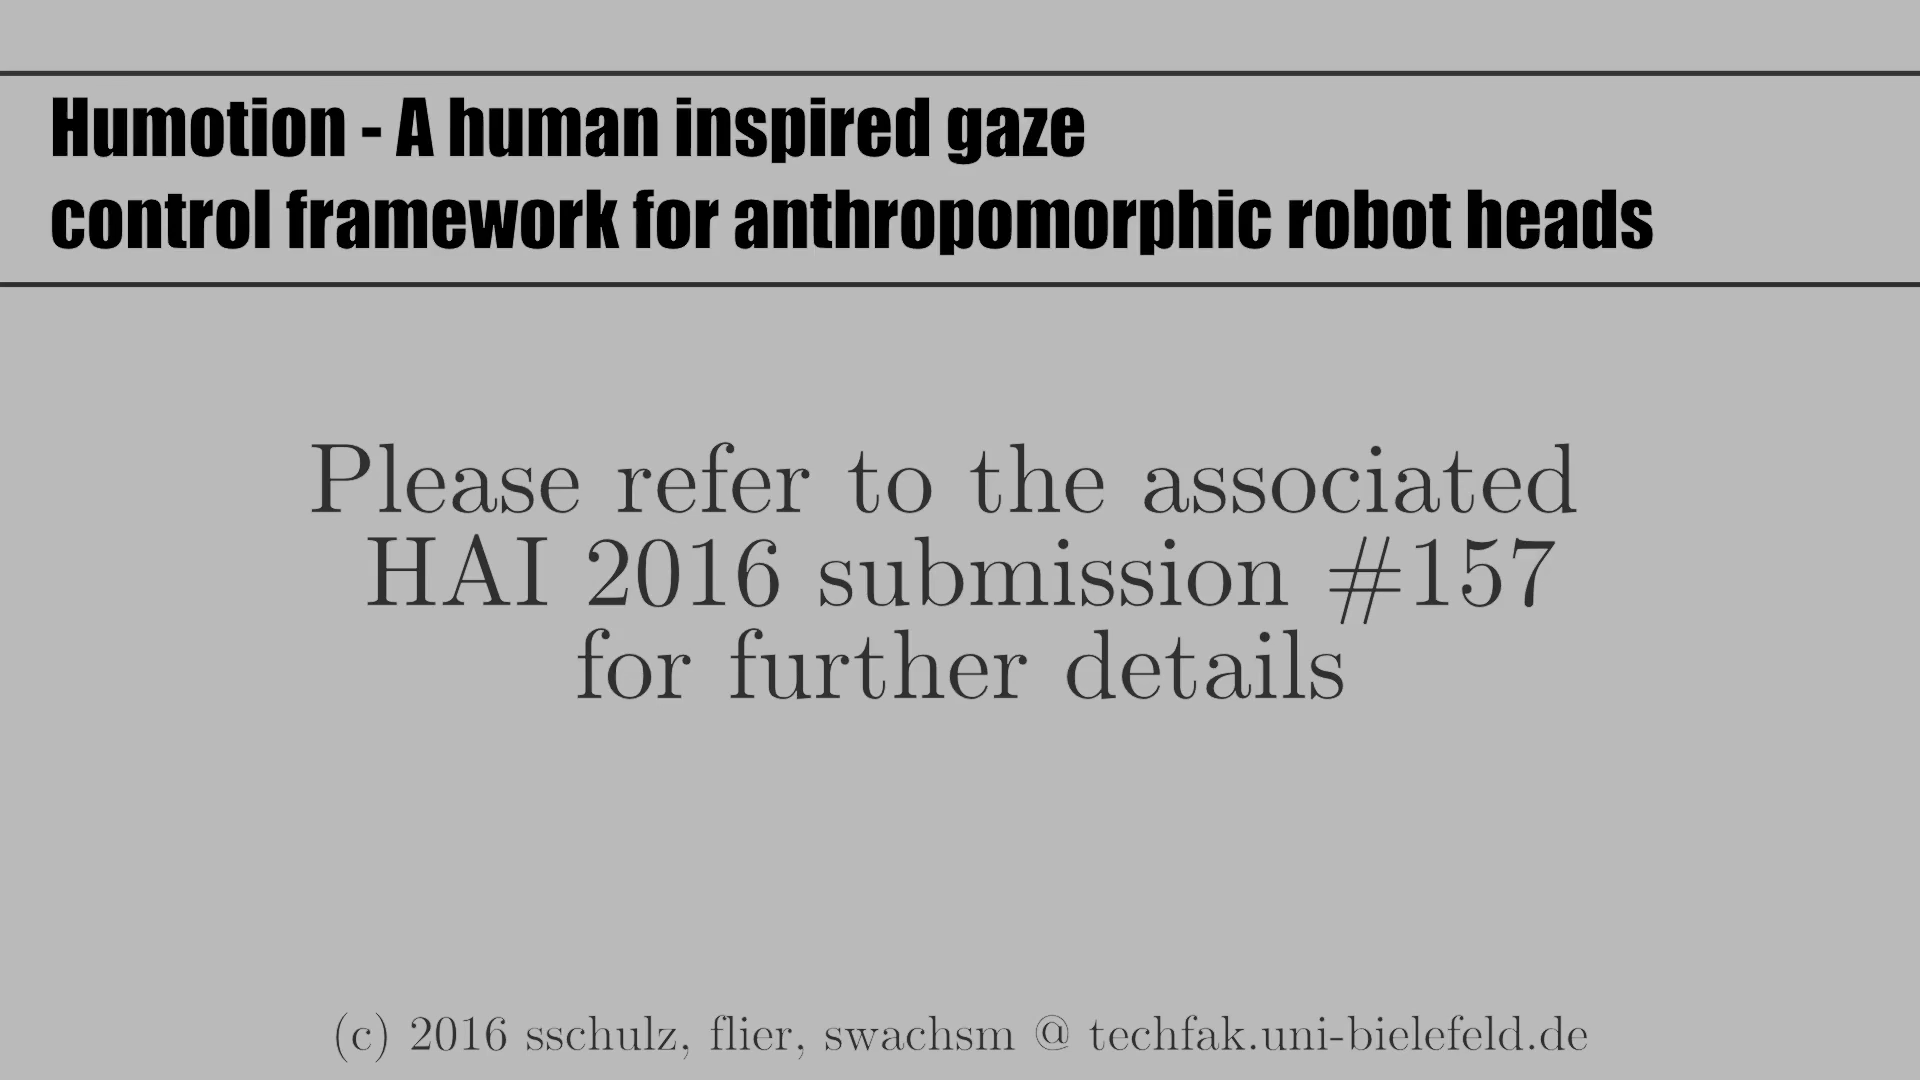 Humotion - A human inspired gaze
control framework for anthropomorphic robot heads
Please refer to the associated
HAI 2016 submission #157
for further details
(c) 2016 sschulz, flier, swachsm @ techfak.uni-bielefeld.de